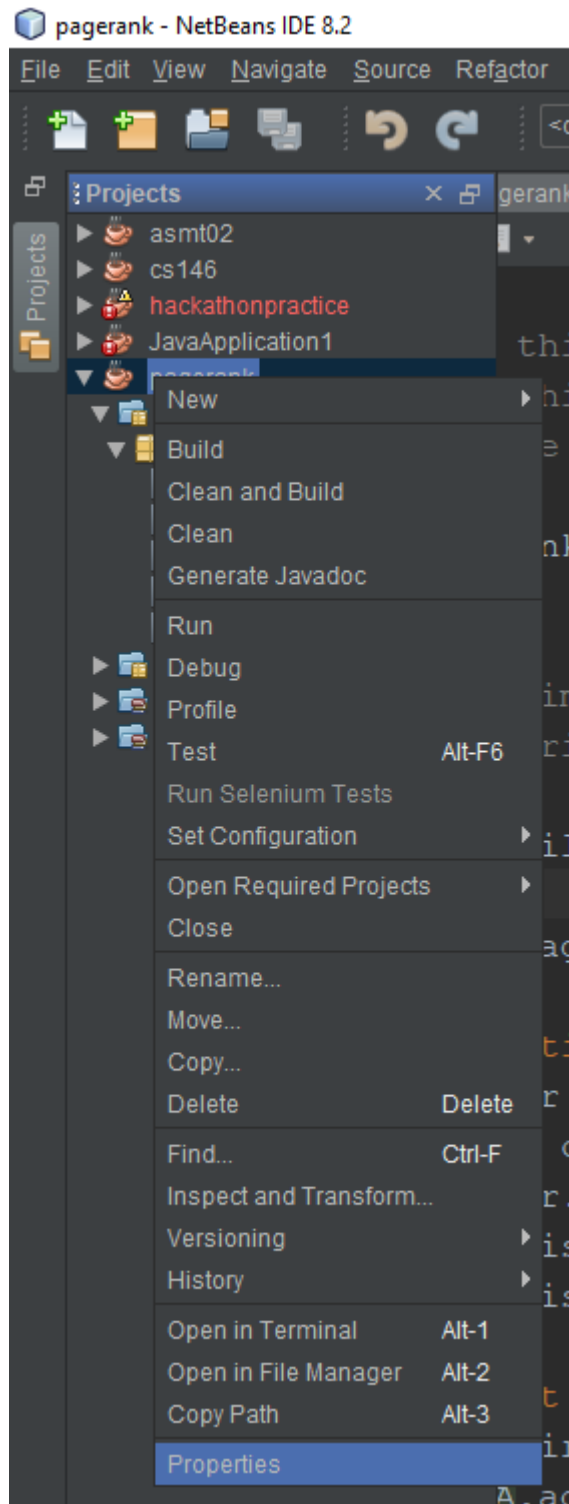 pagerank - NetBeans IDE 8.2
File Edit View Navigate Source Refactor
Projects
Projects
asmt02
cs146
hackathonpractice
JavaApplication1
pagerank
New
Build
Clean and Build
Clean
Generate Javadoc
Run
Debug
Profile
Test Alt-F6
Run Selenium Tests
Set Configuration
Open Required Projects
Close
Rename...
Move...
Copy...
Delete Delete
Find... Ctrl-F
Inspect and Transform...
Versioning
History
Open in Terminal Alt-1
Open in File Manager Alt-2
Copy Path Alt-3
Properties